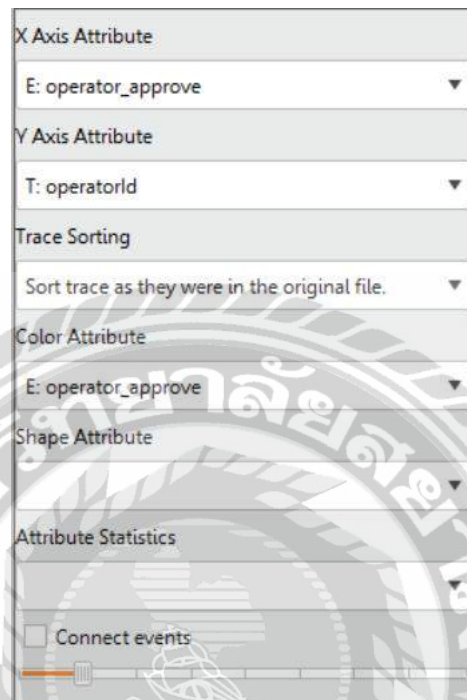 X Axis Attribute
E: operator_approve
Y Axis Attribute
T: operatorId
Trace Sorting
Sort trace as they were in the original file.
Color Attribute
E: operator_approve
Shape Attribute
Attribute Statistics
Connect events